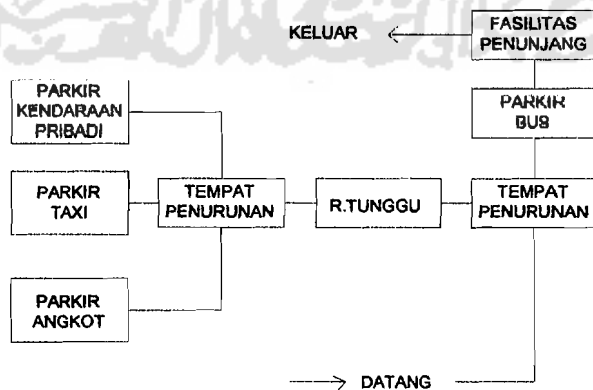 KELUAR
FASILITAS
PENUNJANG
PARKIR
KENDARAAN
PRIBADI
PARKIR
BUS
PARKIR
TAXI
TEMPAT
PENURUNAN
R.TUNGGU
TEMPAT
PENURUNAN
PARKIR
ANGKOT
DATANG